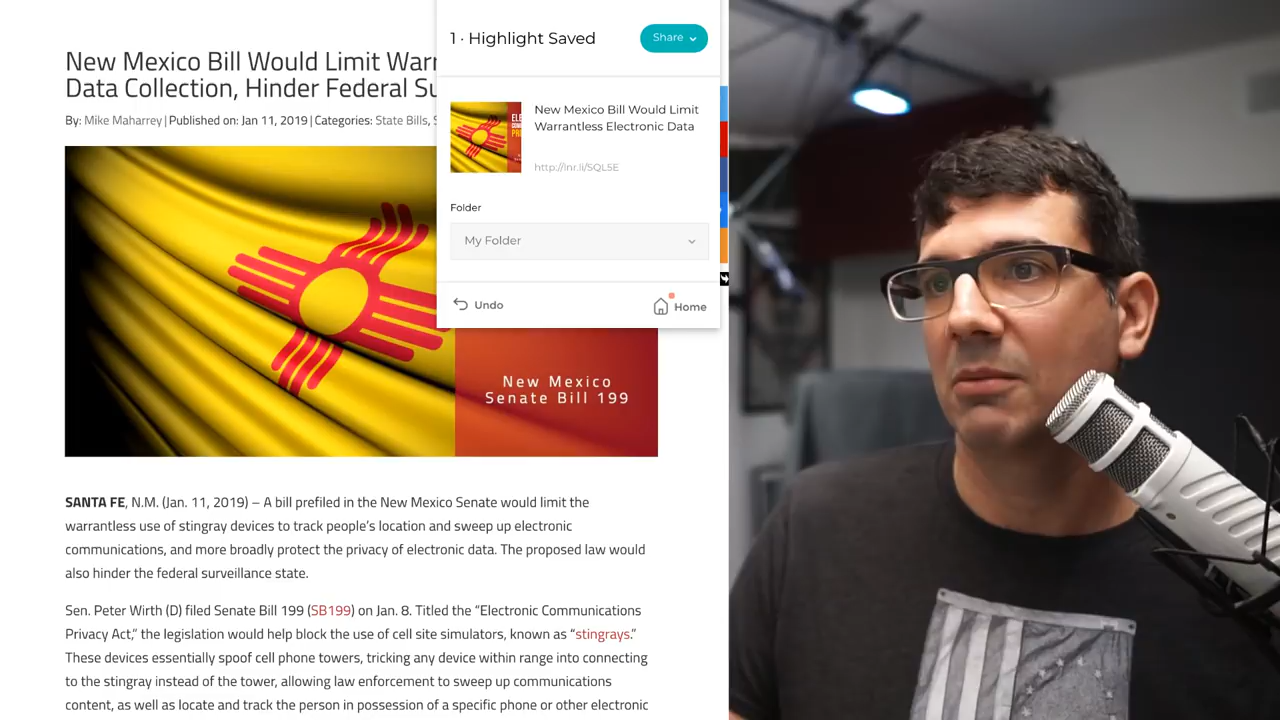 New Mexico Bill Would Limit Warr
Data Collection, Hinder Federal Su
By: Mike Maharrey | Published on: Jan 11, 2019 | Categories: State Bills, S
1 · Highlight Saved
Share
New Mexico Bill Would Limit
Warrantless Electronic Data
http://inr.li/SQL5E
Folder
My Folder
Undo
Home
New Mexico
Senate Bill 199
SANTA FE, N.M. (Jan. 11, 2019) – A bill prefiled in the New Mexico Senate would limit the
warrantless use of stingray devices to track people's location and sweep up electronic
communications, and more broadly protect the privacy of electronic data. The proposed law would
also hinder the federal surveillance state.
Sen. Peter Wirth (D) filed Senate Bill 199 (SB199) on Jan. 8. Titled the “Electronic Communications
Privacy Act,” the legislation would help block the use of cell site simulators, known as “stingrays.”
These devices essentially spoof cell phone towers, tricking any device within range into connecting
to the stingray instead of the tower, allowing law enforcement to sweep up communications
content, as well as locate and track the person in possession of a specific phone or other electronic